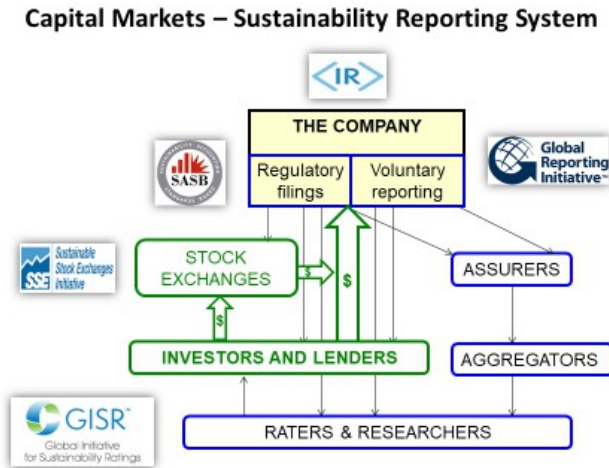 Capital Markets – Sustainability Reporting System
<IR>
THE COMPANY
Regulatory
filings
Voluntary
reporting
SASB
Global
Reporting
Initiative™
STOCK
EXCHANGES
$
$
$
Sustainable
Stock Exchanges
Initiative
SSE
ASSURERS
INVESTORS AND LENDERS
AGGREGATORS
GISR
Global Initiative
for Sustainability Ratings
RATERS & RESEARCHERS